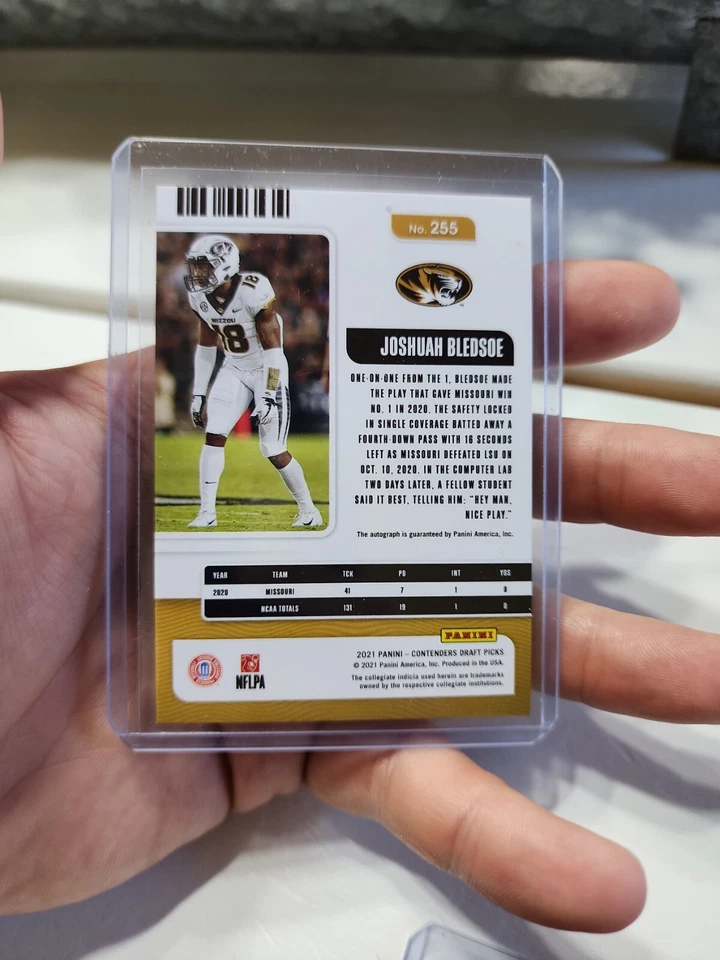 No. 255
JOSHUAH BLEDSOE
ONE-ON-ONE FROM THE 1, BLEDSOE MADE
THE PLAY THAT GAVE MISSOURI WIN
NO. 1 IN 2020. THE SAFETY LOCKED
IN SINGLE COVERAGE BATTED AWAY A
FOURTH-DOWN PASS WITH 16 SECONDS
LEFT AS MISSOURI DEFEATED LSU ON
OCT. 10, 2020. IN THE COMPUTER LAB
TWO DAYS LATER, A FELLOW STUDENT
SAID IT BEST, TELLING HIM: "HEY MAN,
NICE PLAY."
The autograph is guaranteed by Panini America, Inc.
MIZZOU
18
18
YEAR TEAM TCK PD INT YDS
2020 MISSOURI 41 7 1 0
NCAA TOTALS 131 19 1 0
PANINI
2021 PANINI – CONTENDERS DRAFT PICKS
© 2021 Panini America, Inc. Produced in the USA.
The collegiate indicia used herein are trademarks
owned by the respective collegiate institutions.
NFLPA